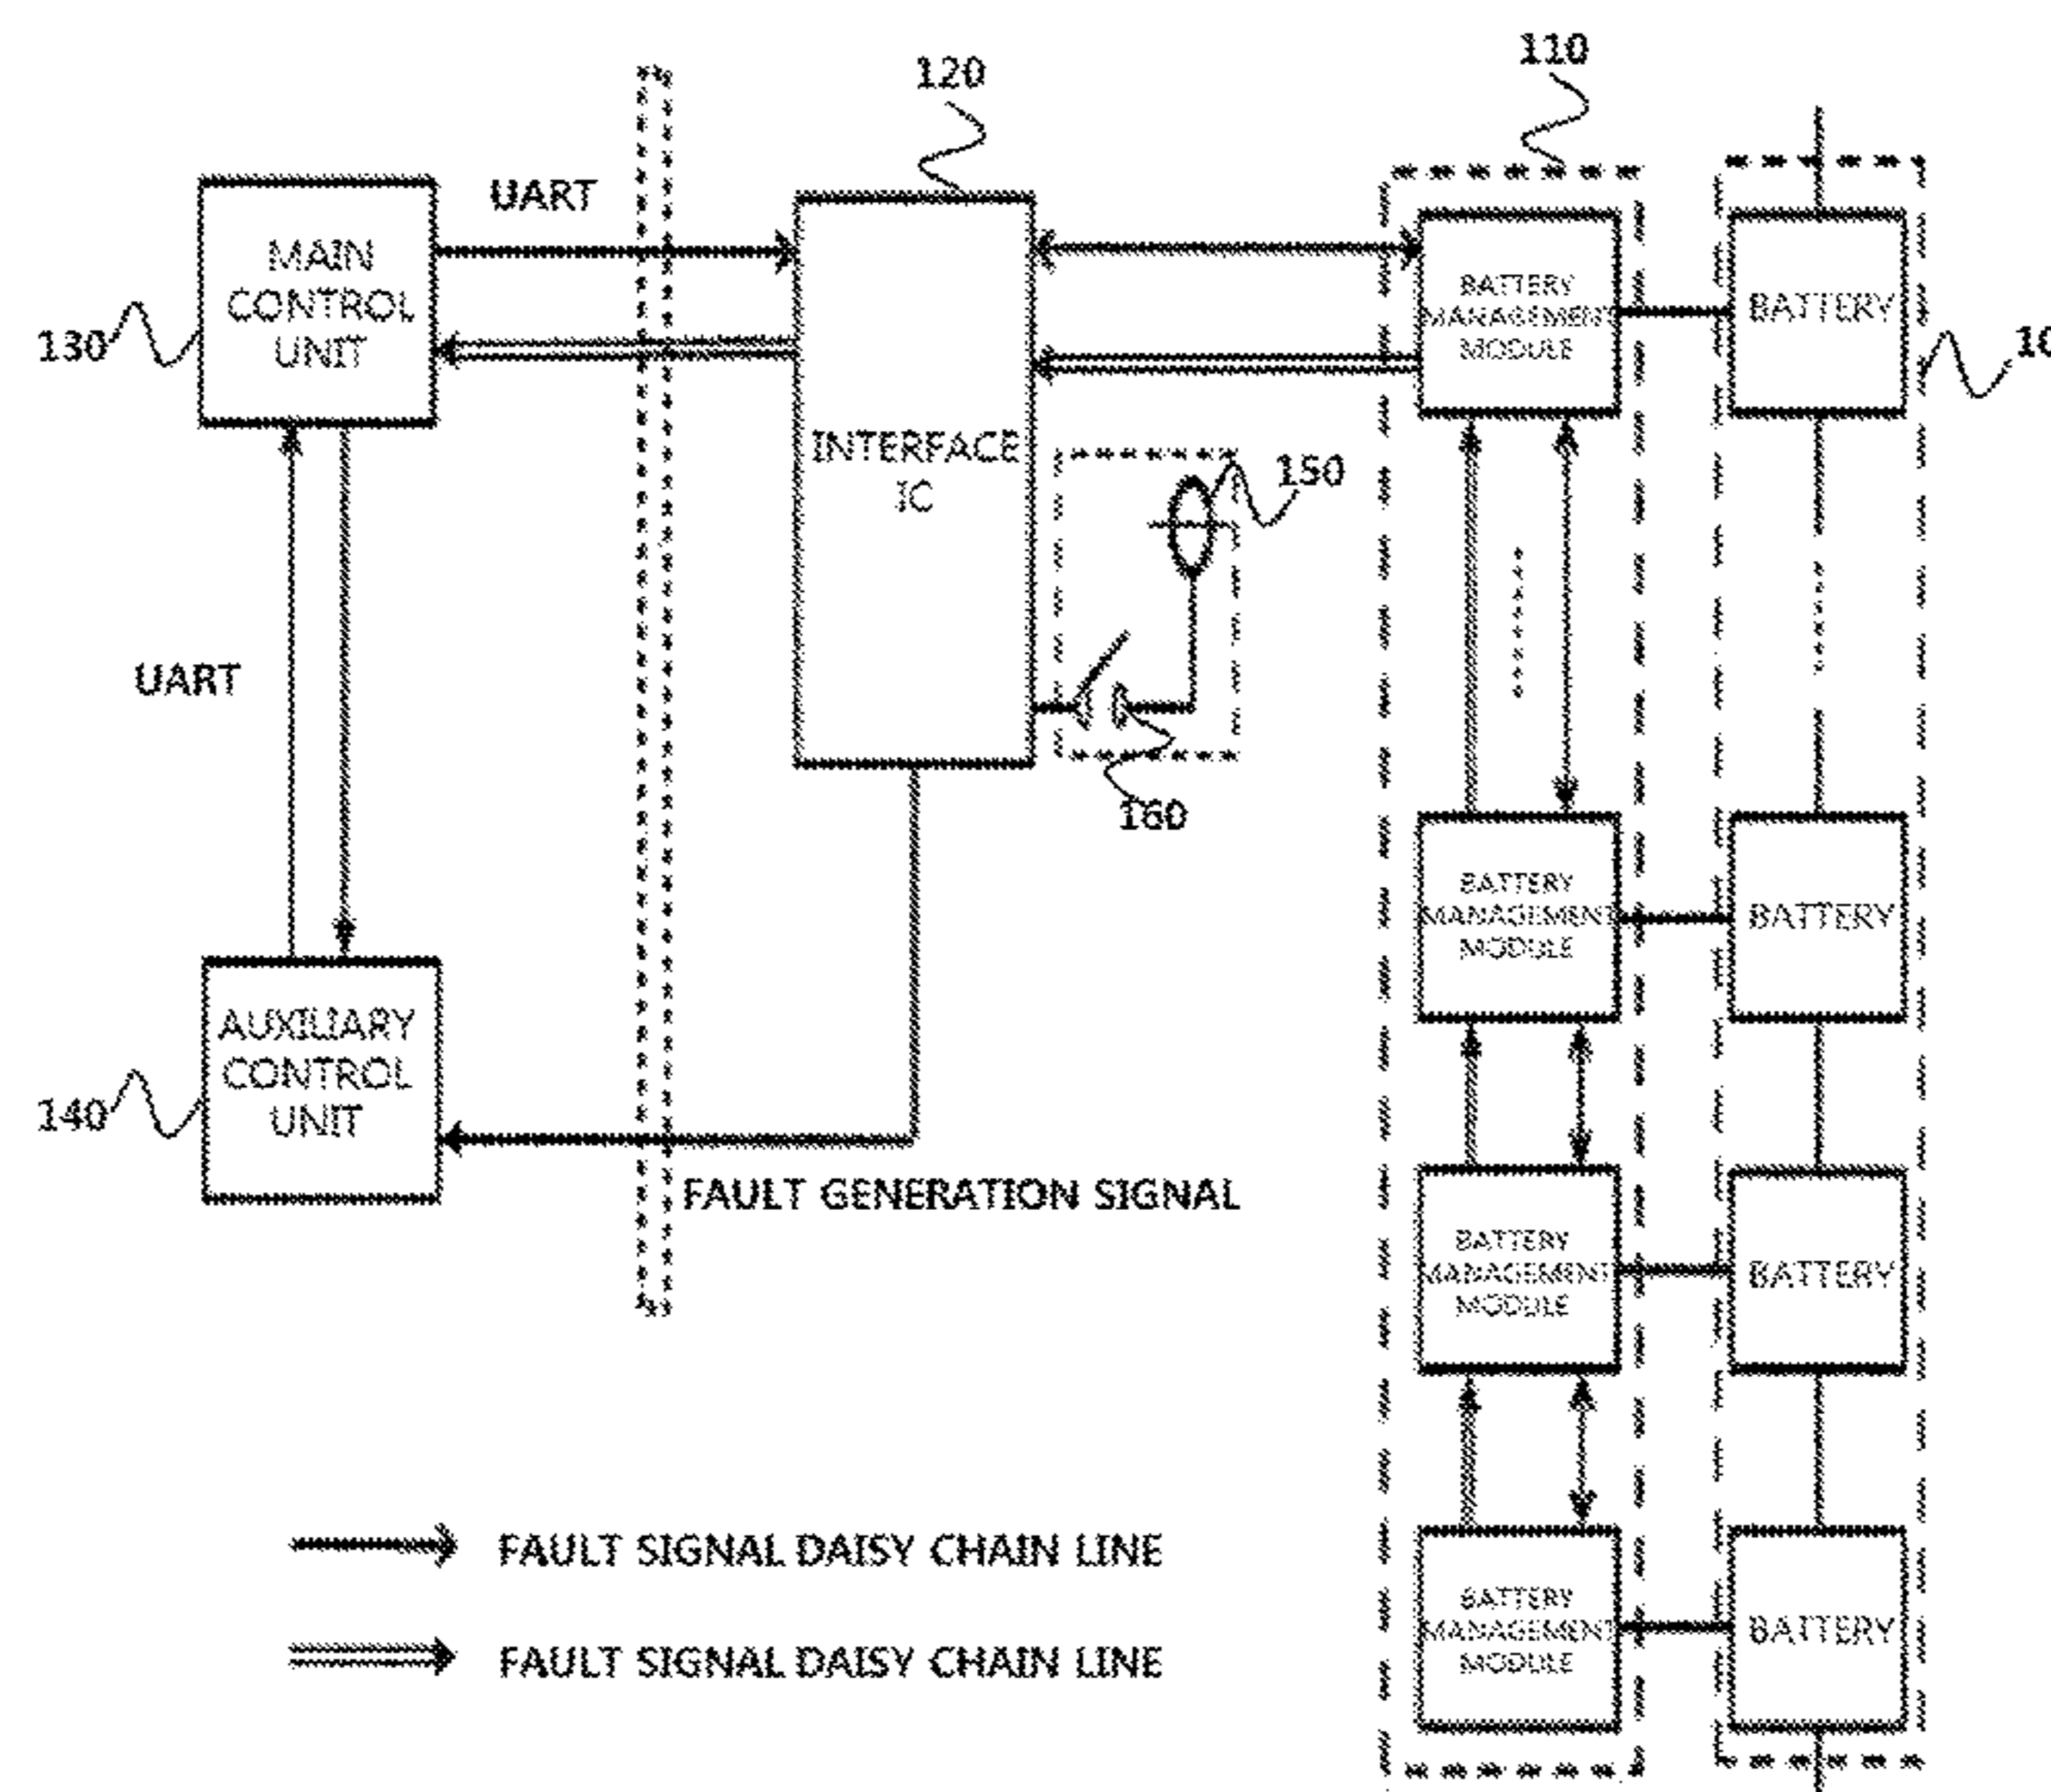 110
120
UART
MAIN
CONTROL
UNIT
130
BATTERY
MANAGEMENT
MODULE
BATTERY
10
INTERFACE
IC
150
160
UART
BATTERY
MANAGEMENT
MODULE
BATTERY
AUXILIARY
CONTROL
UNIT
140
FAULT GENERATION SIGNAL
BATTERY
MANAGEMENT
MODULE
BATTERY
FAULT SIGNAL DAISY CHAIN LINE
FAULT SIGNAL DAISY CHAIN LINE
BATTERY
MANAGEMENT
MODULE
BATTERY